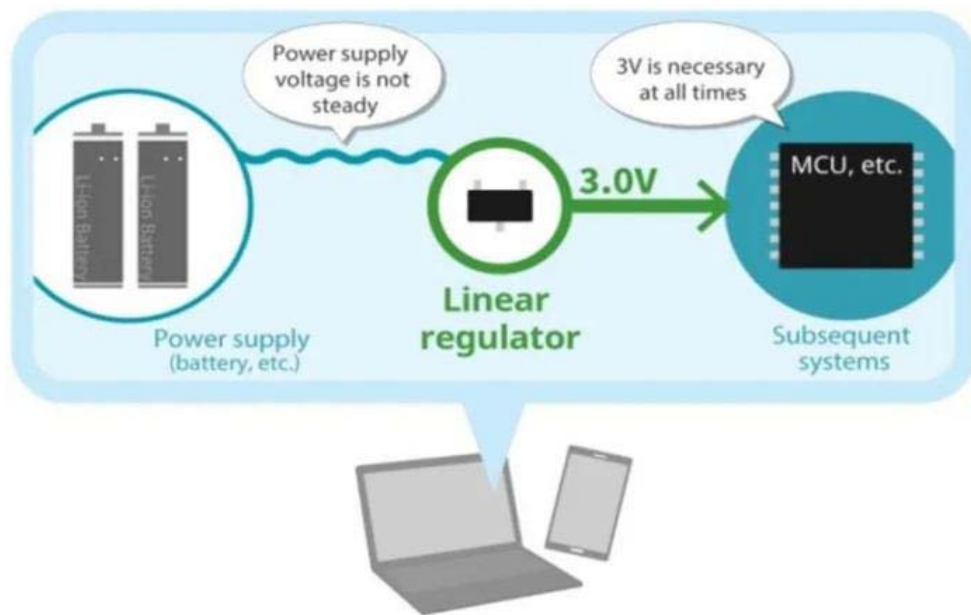 Power supply
voltage is not
steady
3V is necessary
at all times
Li-ion Battery
Li-ion Battery
3.0V
MCU, etc.
Linear
regulator
Power supply
(battery, etc.)
Subsequent
systems